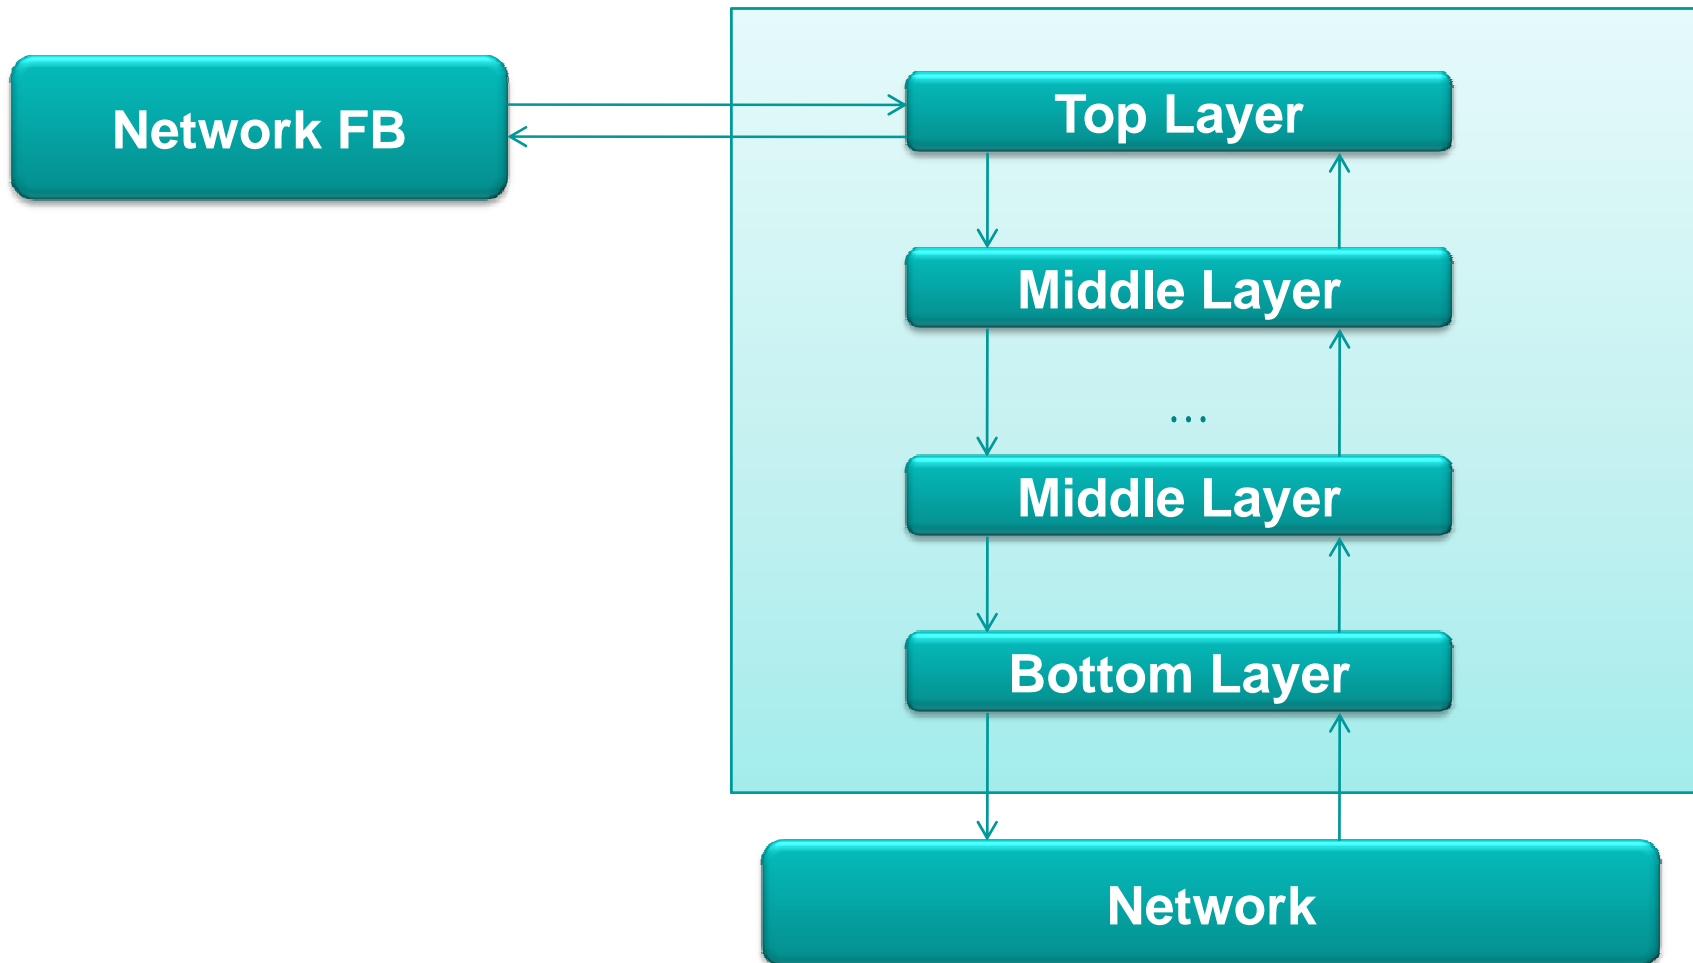 Network FB
Top Layer
Middle Layer
...
Middle Layer
Bottom Layer
Network